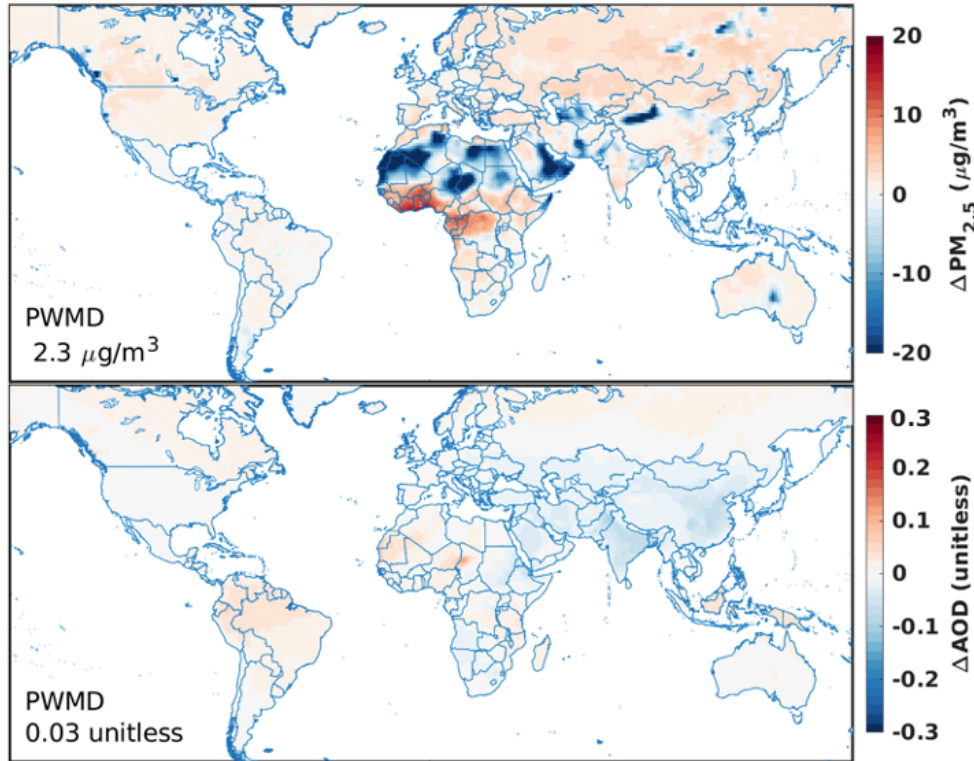 20
10
0
-10
-20
ΔPM2.5 (μg/m³)
PWMD
2.3 μg/m³
0.3
0.2
0.1
0
-0.1
-0.2
-0.3
ΔAOD (unitless)
PWMD
0.03 unitless